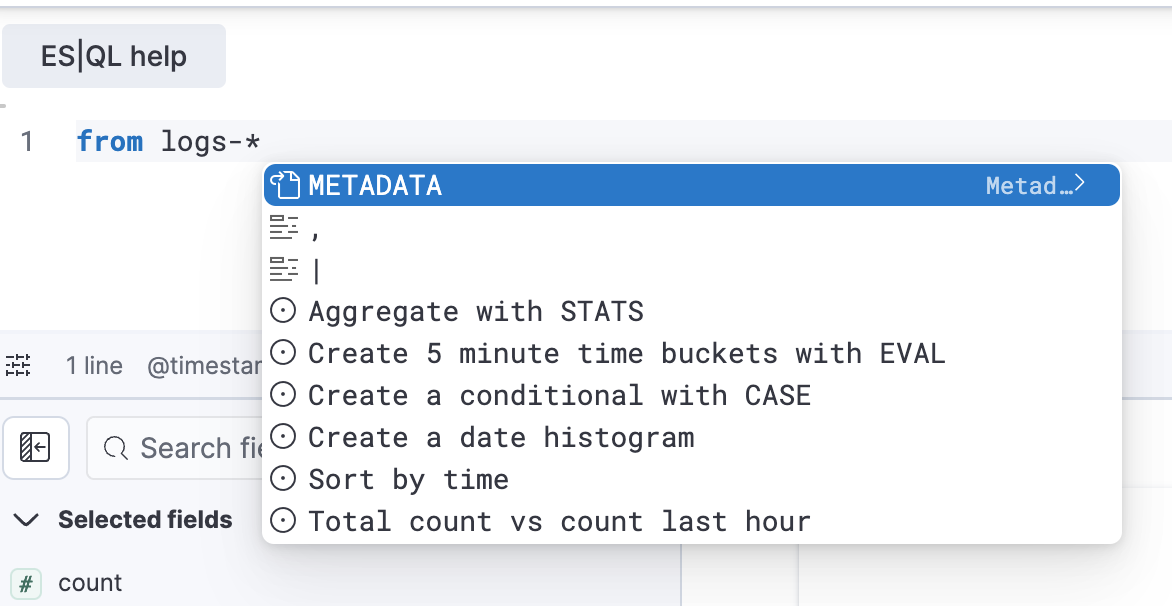 ES|QL help
1 from logs-*
METADATA Metad…
,
|
Aggregate with STATS
Create 5 minute time buckets with EVAL
1 line @timestam
Create a conditional with CASE
Create a date histogram
Search fie
Sort by time
Total count vs count last hour
Selected fields
# count